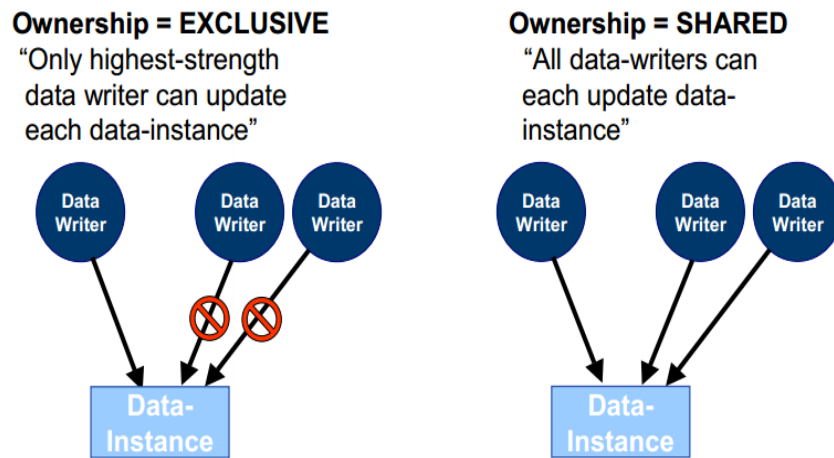 Ownership = EXCLUSIVE
“Only highest-strength
data writer can update
each data-instance”
Data
Writer
Data
Writer
Data
Writer
Data-
Instance
Ownership = SHARED
“All data-writers can
each update data-
instance”
Data
Writer
Data
Writer
Data
Writer
Data-
Instance